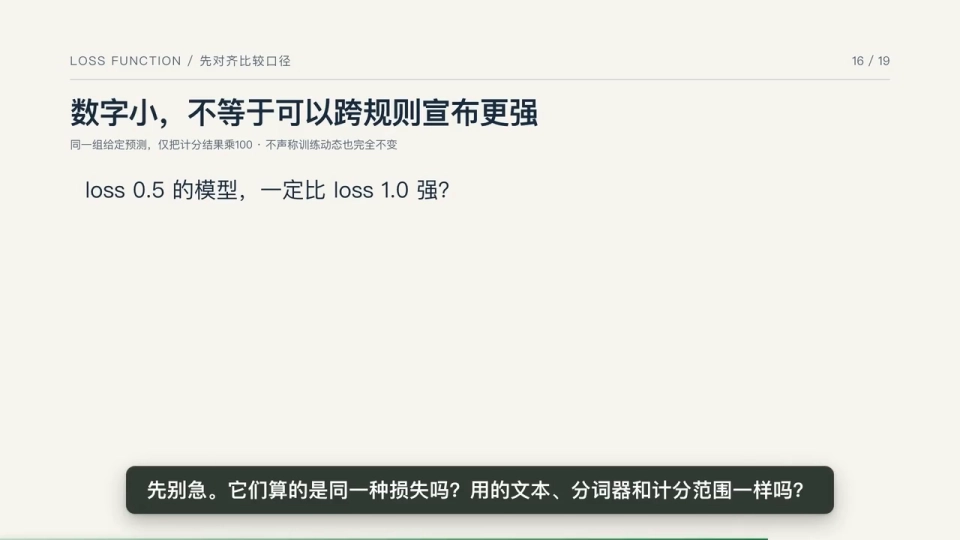 LOSS FUNCTION / 先对齐比较口径
16 / 19
数字小，不等于可以跨规则宣布更强
同一组给定预测，仅把计分结果乘100 · 不声称训练动态也完全不变
loss 0.5 的模型，一定比 loss 1.0 强？
先别急。它们算的是同一种损失吗？用的文本、分词器和计分范围一样吗？